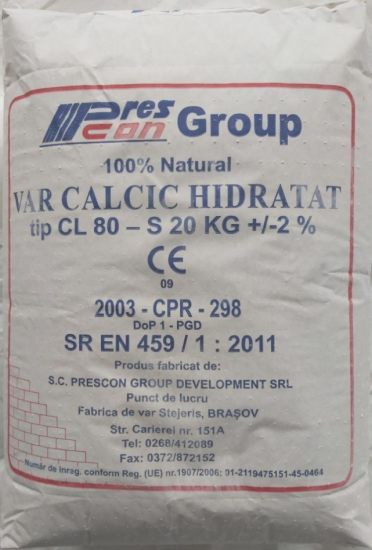 Pres Con Group
100% Natural
VAR CALCIC HIDRATAT
tip CL 80 – S 20 KG +/-2 %
CE
09
2003 - CPR - 298
DoP 1 - PGD
SR EN 459 / 1 : 2011
Produs fabricat de:
S.C. PRESCON GROUP DEVELOPMENT SRL
Punct de lucru
Fabrica de var Stejeris, BRAȘOV
Str. Carierei nr. 151A
Tel: 0268/412089
Fax: 0372/872152
Număr de inreg. conform Reg. (UE) nr.1907/2006: 01-2119475151-45-0464